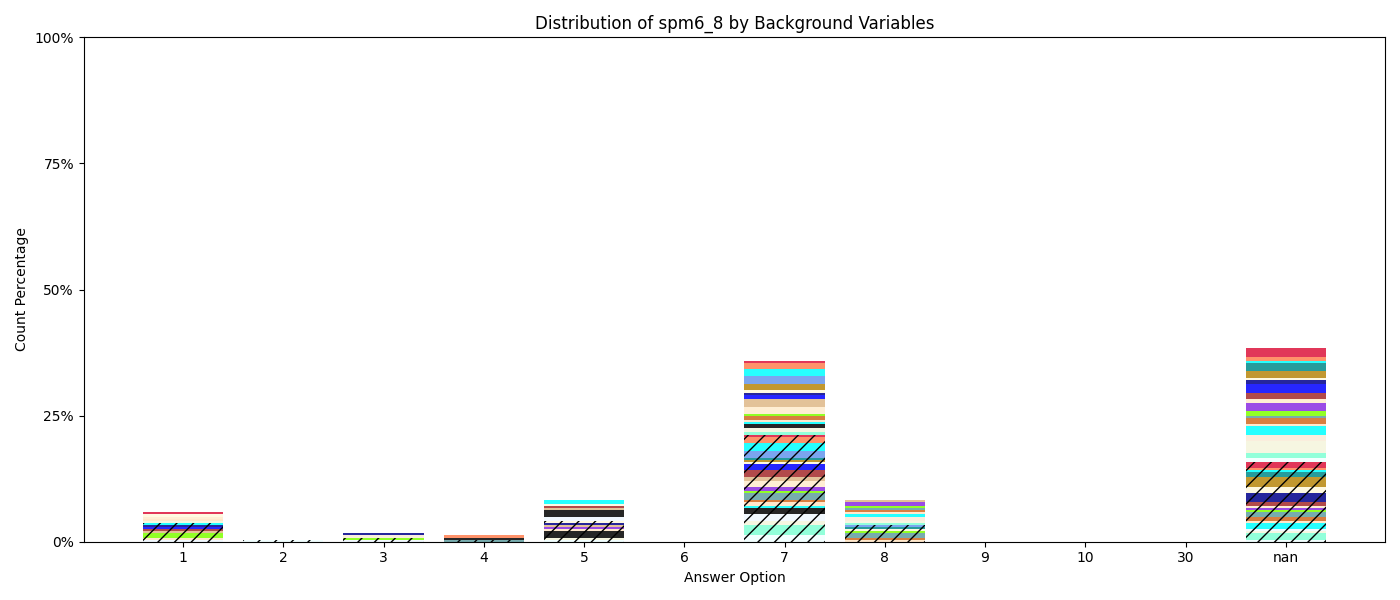 Distribution of spm6_8 by Background Variables
100%
75%
50%
25%
0%
Count Percentage
1 2 3 4 5 6 7 8 9 10 30 nan
Answer Option